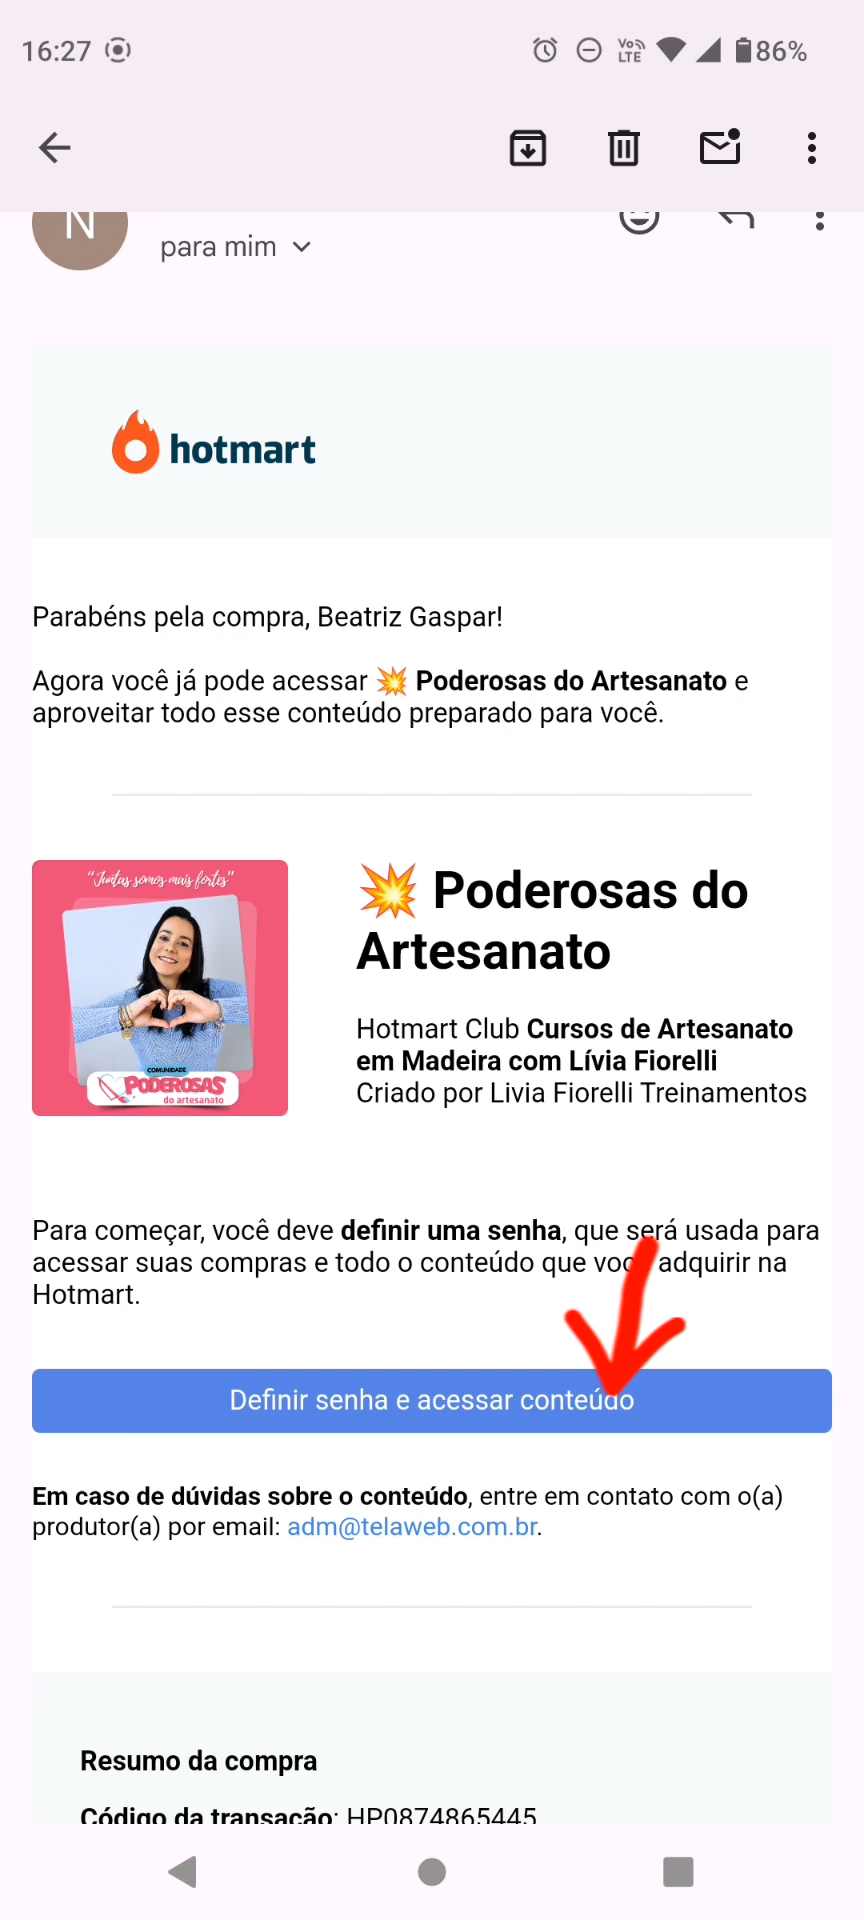 16:27
Vo)) LTE
86%
N
para mim
hotmart
Parabéns pela compra, Beatriz Gaspar!
Agora você já pode acessar 💥 Poderosas do Artesanato e
aproveitar todo esse conteúdo preparado para você.
"Juntas somos mais fortes"
COMUNIDADE
PODEROSAS
do artesanato
💥 Poderosas do
Artesanato
Hotmart Club Cursos de Artesanato
em Madeira com Lívia Fiorelli
Criado por Livia Fiorelli Treinamentos
Para começar, você deve definir uma senha, que será usada para
acessar suas compras e todo o conteúdo que você adquirir na
Hotmart.
Definir senha e acessar conteúdo
Em caso de dúvidas sobre o conteúdo, entre em contato com o(a)
produtor(a) por email: adm@telaweb.com.br.
Resumo da compra
Código da transação: HP0874865445